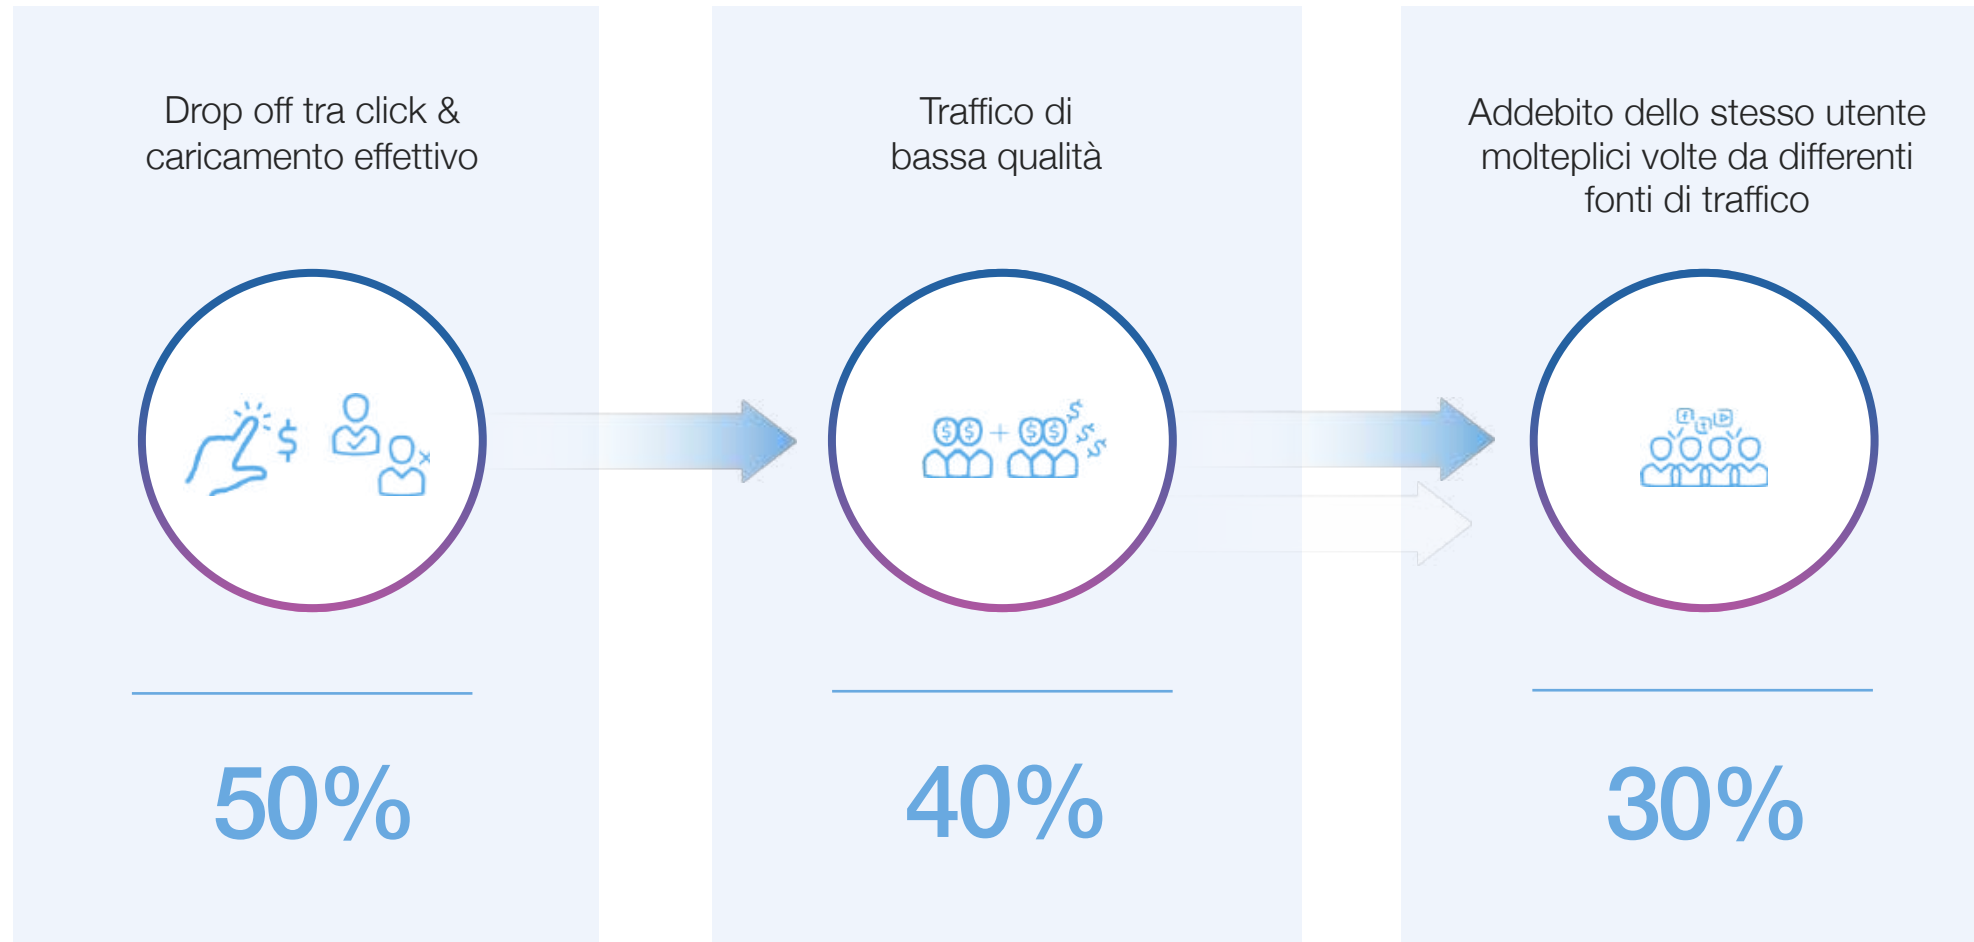 Drop off tra click &
caricamento effettivo
50%
Traffico di
bassa qualità
40%
Addebito dello stesso utente
molteplici volte da differenti
fonti di traffico
30%